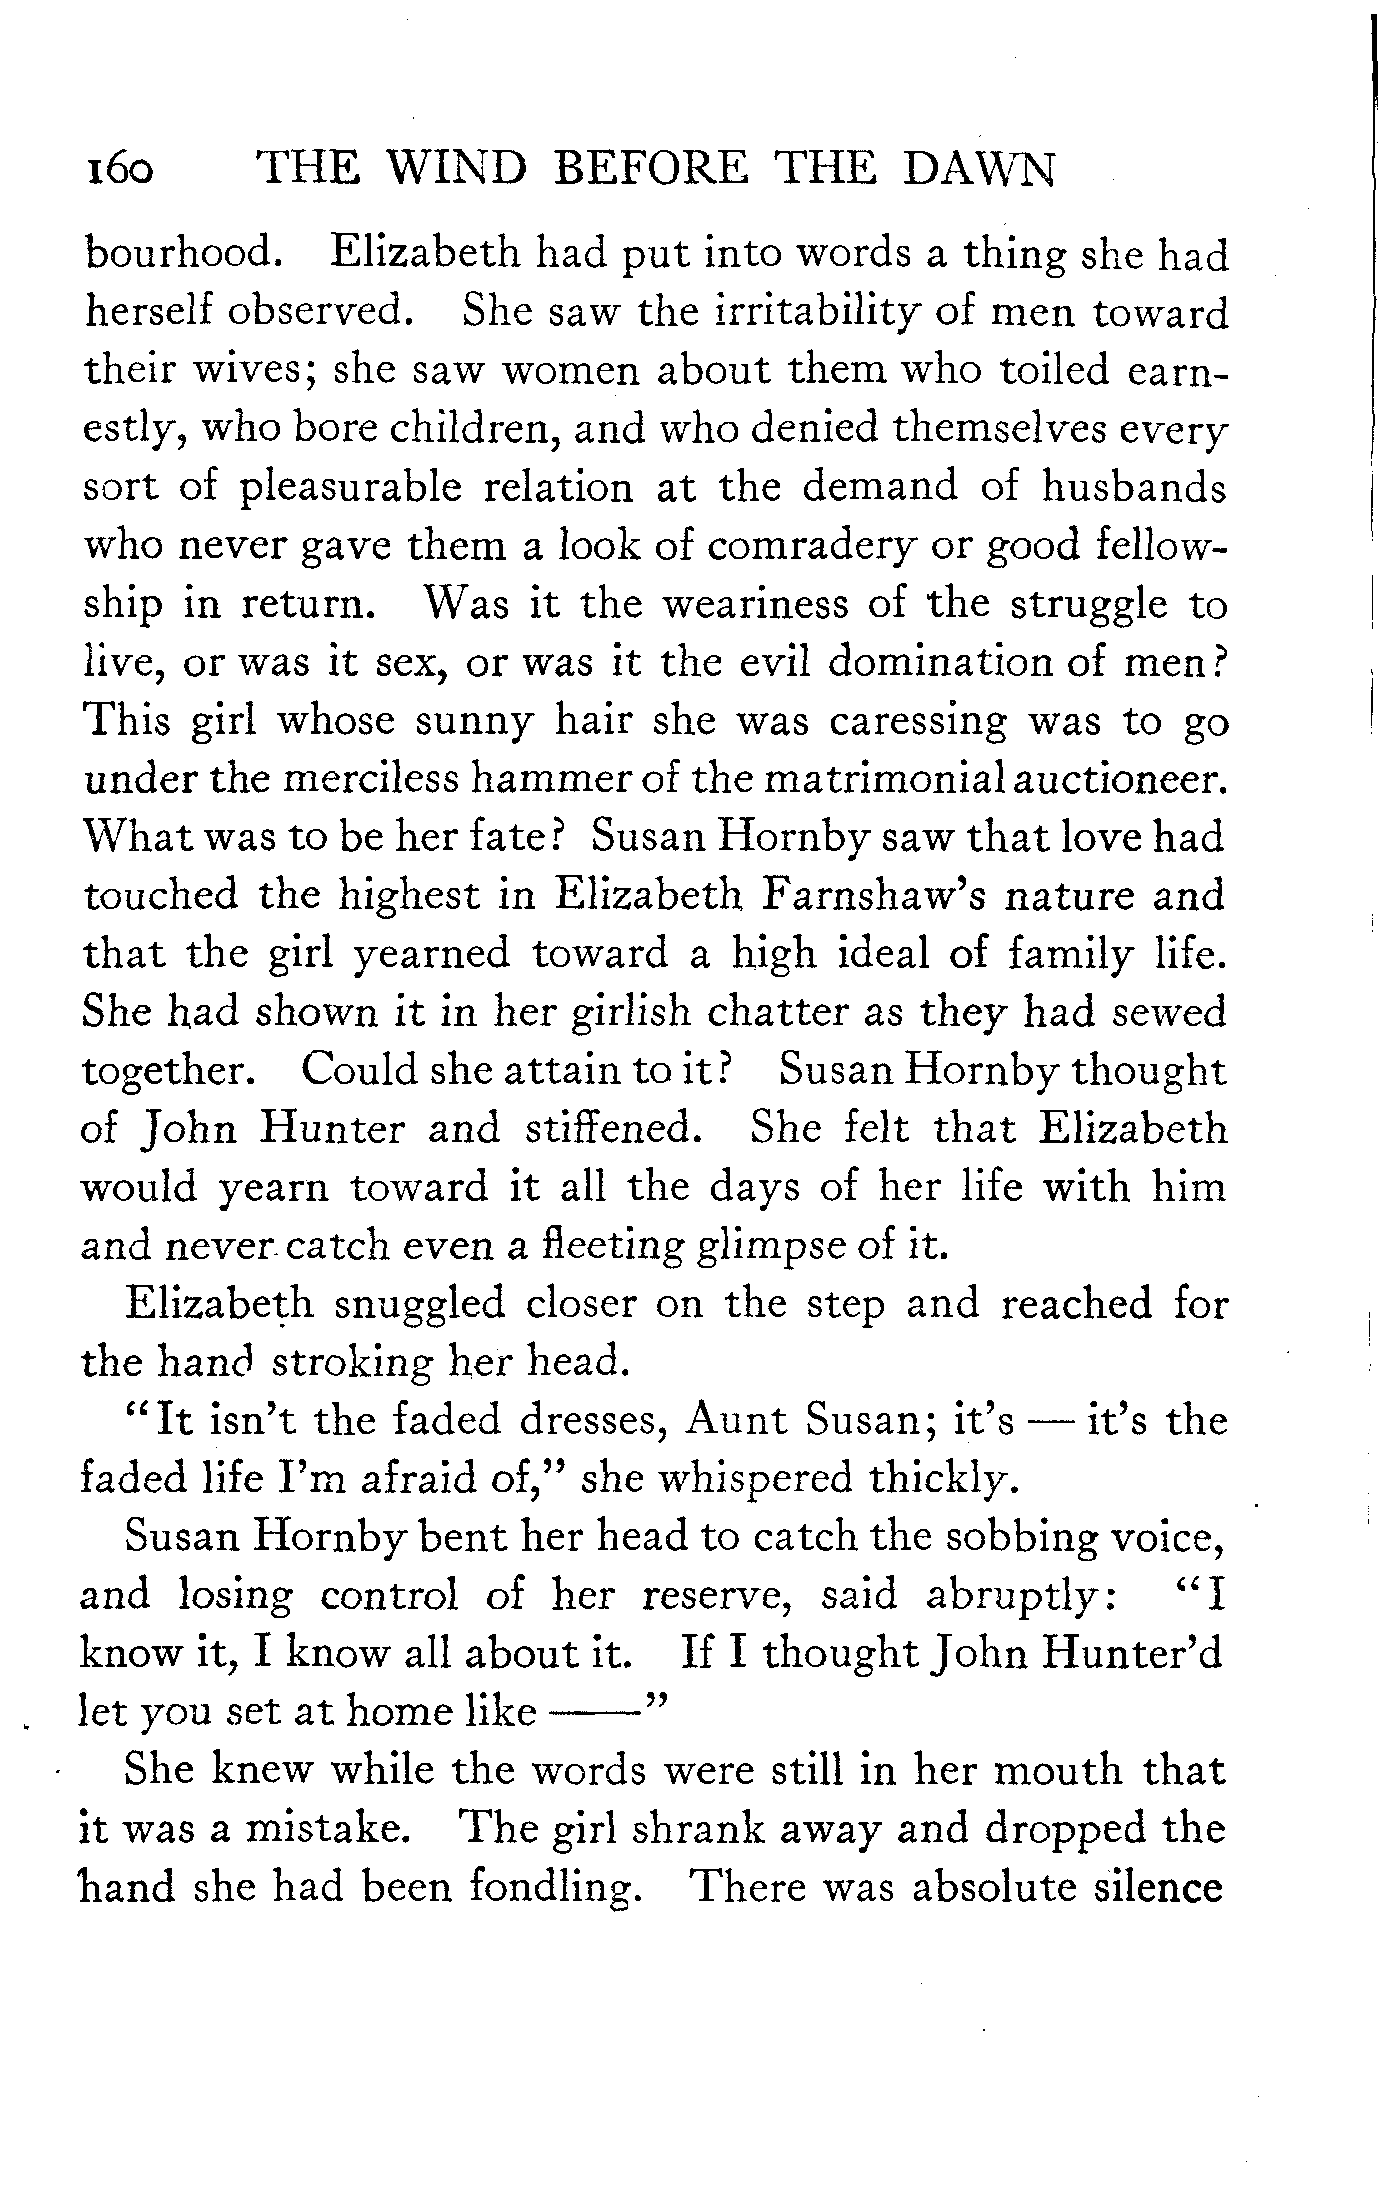 160 THE WIND BEFORE THE DAWN
bourhood. Elizabeth had put into words a thing she had
herself observed. She saw the irritability of men toward
their wives; she saw women about them who toiled earn-
estly, who bore children, and who denied themselves every
sort of pleasurable relation at the demand of husbands
who never gave them a look of comradery or good fellow-
ship in return. Was it the weariness of the struggle to
live, or was it sex, or was it the evil domination of men?
This girl whose sunny hair she was caressing was to go
under the merciless hammer of the matrimonial auctioneer.
What was to be her fate? Susan Hornby saw that love had
touched the highest in Elizabeth Farnshaw's nature and
that the girl yearned toward a high ideal of family life.
She had shown it in her girlish chatter as they had sewed
together. Could she attain to it? Susan Hornby thought
of John Hunter and stiffened. She felt that Elizabeth
would yearn toward it all the days of her life with him
and never catch even a fleeting glimpse of it.
Elizabeth snuggled closer on the step and reached for
the hand stroking her head.
"It isn't the faded dresses, Aunt Susan; it's — it's the
faded life I'm afraid of," she whispered thickly.
Susan Hornby bent her head to catch the sobbing voice,
and losing control of her reserve, said abruptly: "I
know it, I know all about it. If I thought John Hunter'd
let you set at home like ——"
She knew while the words were still in her mouth that
it was a mistake. The girl shrank away and dropped the
hand she had been fondling. There was absolute silence